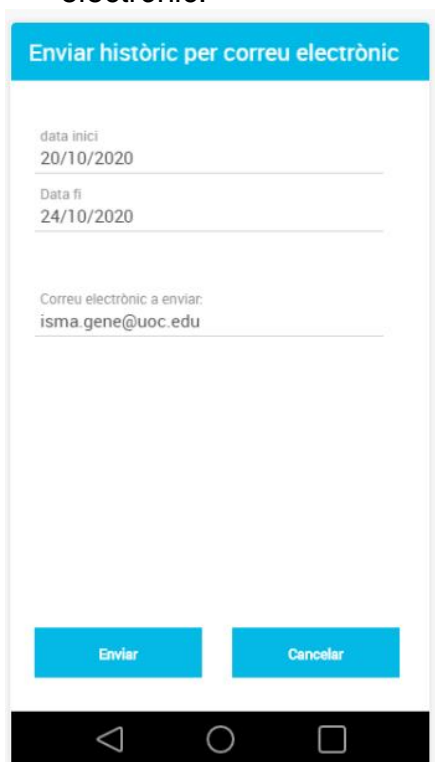 electrònic.
Enviar històric per correu electrònic
data inici
20/10/2020
Data fi
24/10/2020
Correu electrònic a enviar:
isma.gene@uoc.edu
Enviar
Cancelar